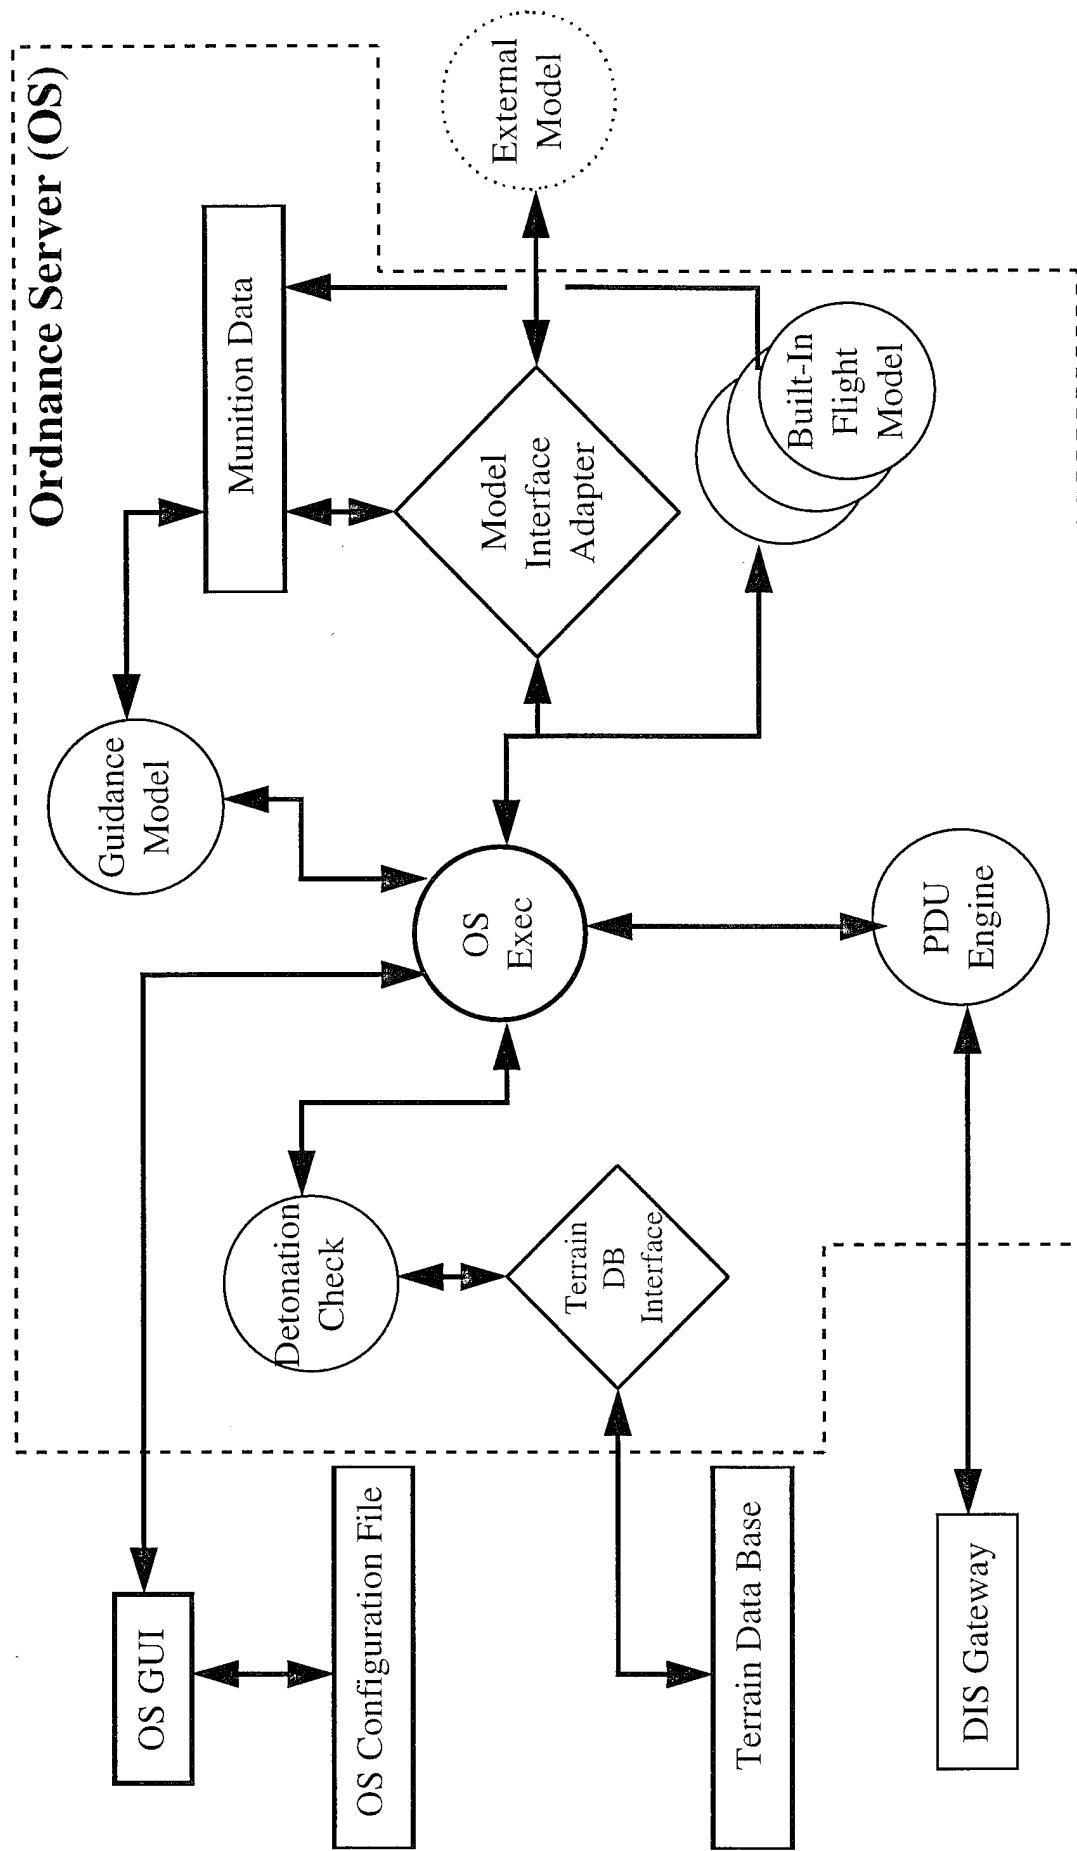 Ordnance Server (OS)
OS GUI
Guidance
Model
Munition Data
OS Configuration File
Detonation
Check
OS
Exec
Model
Interface
Adapter
External
Model
Terrain
DB
Interface
Terrain Data Base
Built-In
Flight
Model
DIS Gateway
PDU
Engine